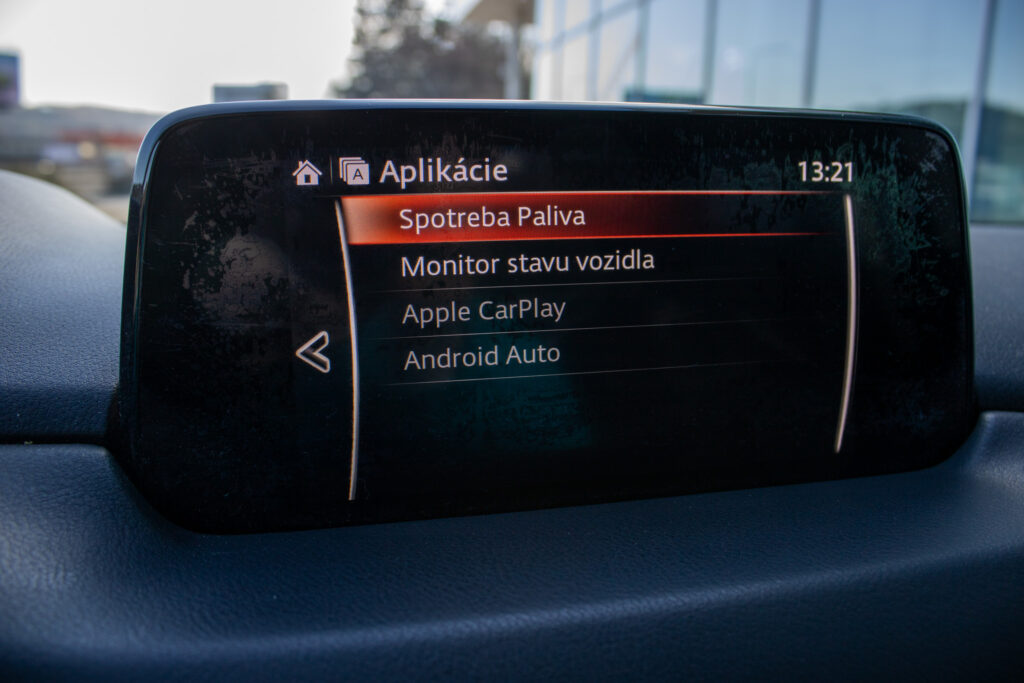 A Aplikácie 13:21
Spotreba Paliva
Monitor stavu vozidla
Apple CarPlay
Android Auto